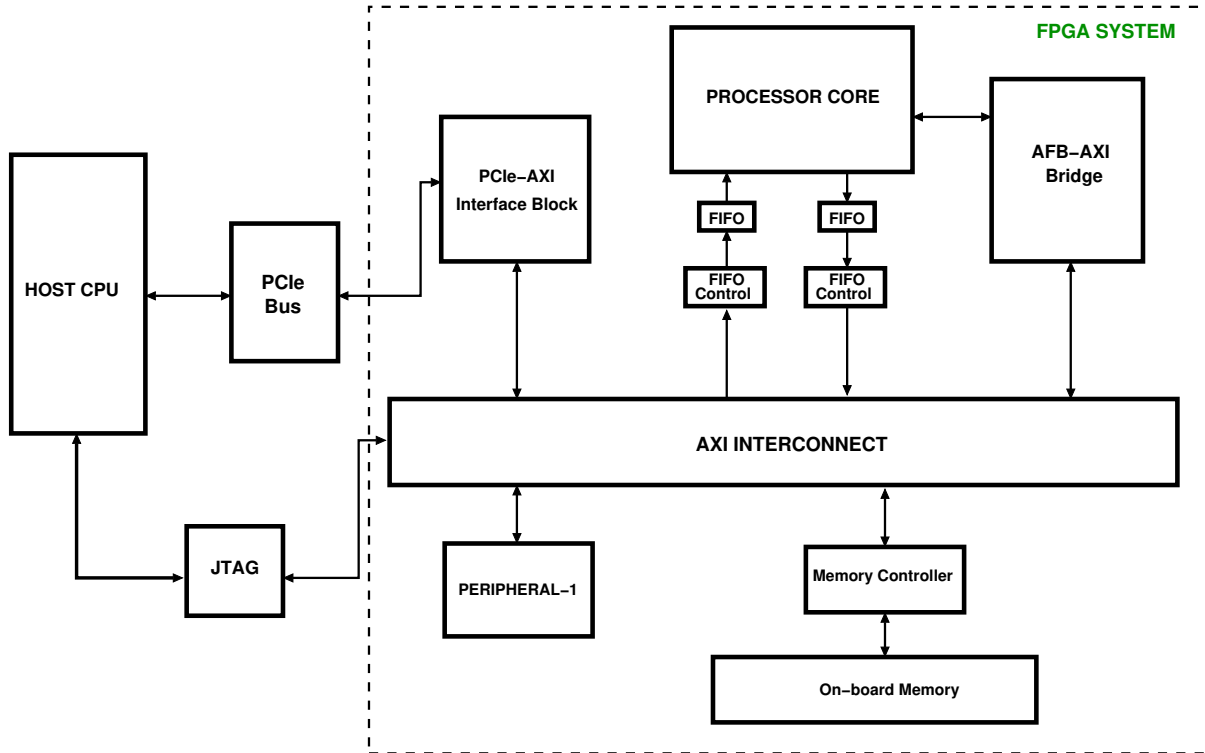 FPGA SYSTEM
PROCESSOR CORE
AFB−AXI
Bridge
PCIe−AXI
Interface Block
FIFO
FIFO
FIFO
Control
FIFO
Control
HOST CPU
PCIe
Bus
AXI INTERCONNECT
JTAG
PERIPHERAL−1
Memory Controller
On−board Memory